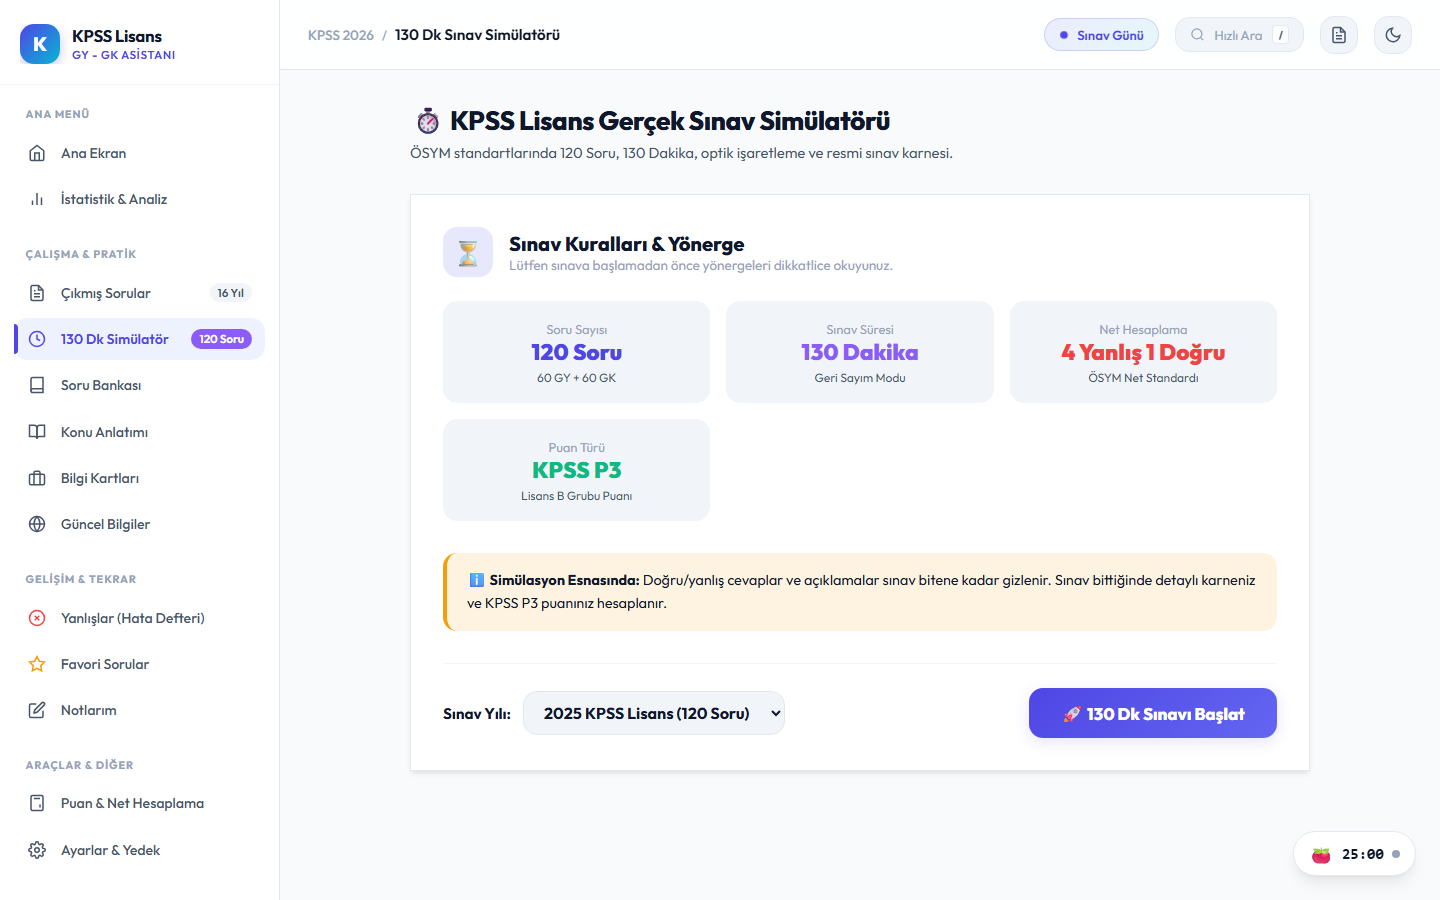 K
KPSS Lisans
GY - GK ASİSTANI
ANA MENÜ
Ana Ekran
İstatistik & Analiz
ÇALIŞMA & PRATİK
Çıkmış Sorular
16 Yıl
130 Dk Simülatör
120 Soru
Soru Bankası
Konu Anlatımı
Bilgi Kartları
Güncel Bilgiler
GELİŞİM & TEKRAR
Yanlışlar (Hata Defteri)
Favori Sorular
Notlarım
ARAÇLAR & DİĞER
Puan & Net Hesaplama
Ayarlar & Yedek
KPSS 2026 / 130 Dk Sınav Simülatörü
Sınav Günü
Hızlı Ara /
KPSS Lisans Gerçek Sınav Simülatörü
ÖSYM standartlarında 120 Soru, 130 Dakika, optik işaretleme ve resmi sınav karnesi.
Sınav Kuralları & Yönerge
Lütfen sınava başlamadan önce yönergeleri dikkatlice okuyunuz.
Soru Sayısı
120 Soru
60 GY + 60 GK
Sınav Süresi
130 Dakika
Geri Sayım Modu
Net Hesaplama
4 Yanlış 1 Doğru
ÖSYM Net Standardı
Puan Türü
KPSS P3
Lisans B Grubu Puanı
Simülasyon Esnasında: Doğru/yanlış cevaplar ve açıklamalar sınav bitene kadar gizlenir. Sınav bittiğinde detaylı karneniz
ve KPSS P3 puanınız hesaplanır.
Sınav Yılı:
2025 KPSS Lisans (120 Soru)
130 Dk Sınavı Başlat
25:00